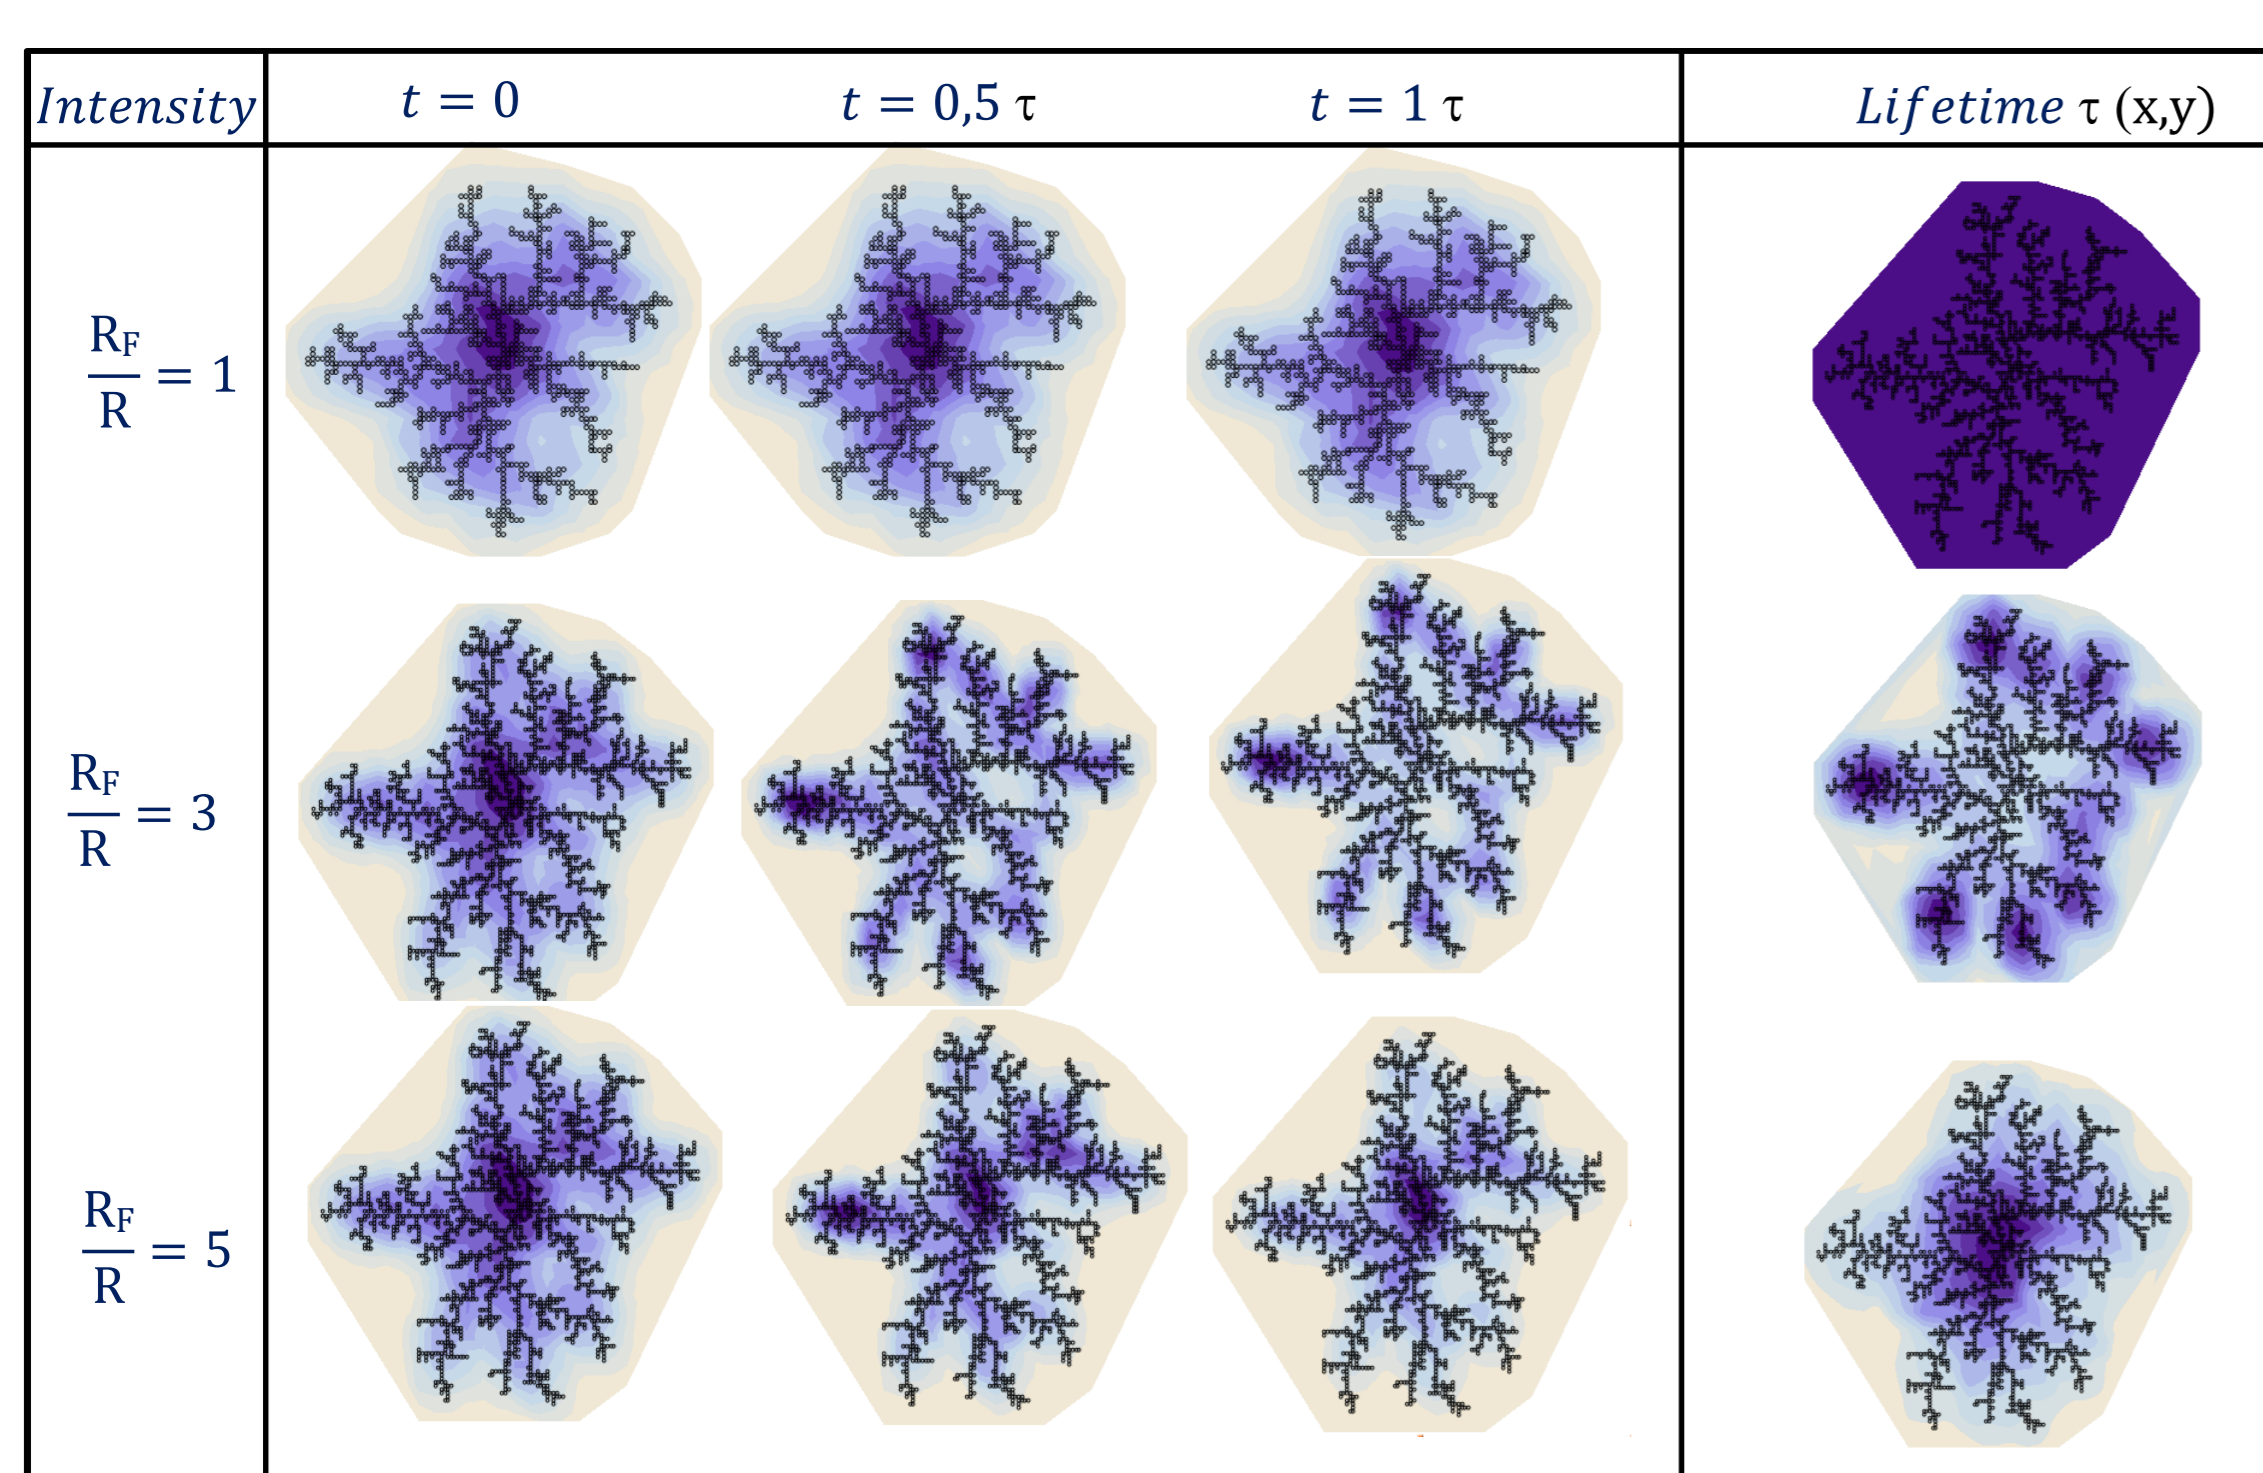 Intensity t = 0 t = 0,5 τ t = 1 τ Lifetime τ (x,y)
R_F/R = 1
R_F/R = 3
R_F/R = 5